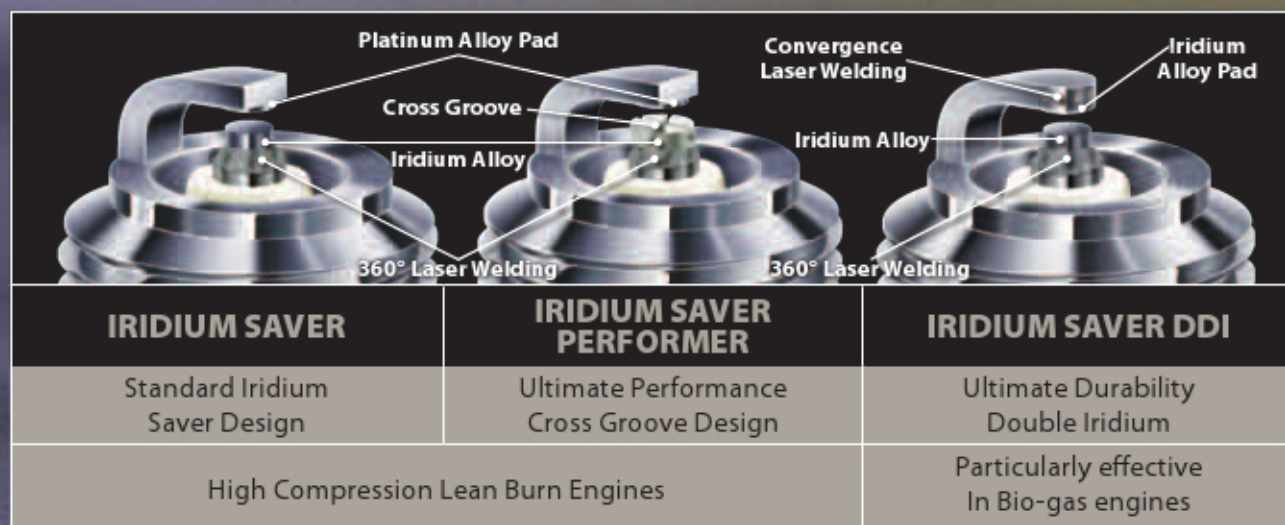 Platinum Alloy Pad
Cross Groove
Iridium Alloy
360° Laser Welding
Convergence
Laser Welding
Iridium
Alloy Pad
Iridium Alloy
360° Laser Welding
IRIDIUM SAVER
IRIDIUM SAVER
PERFORMER
IRIDIUM SAVER DDI
Standard Iridium
Saver Design
Ultimate Performance
Cross Groove Design
Ultimate Durability
Double Iridium
High Compression Lean Burn Engines
Particularly effective
In Bio-gas engines